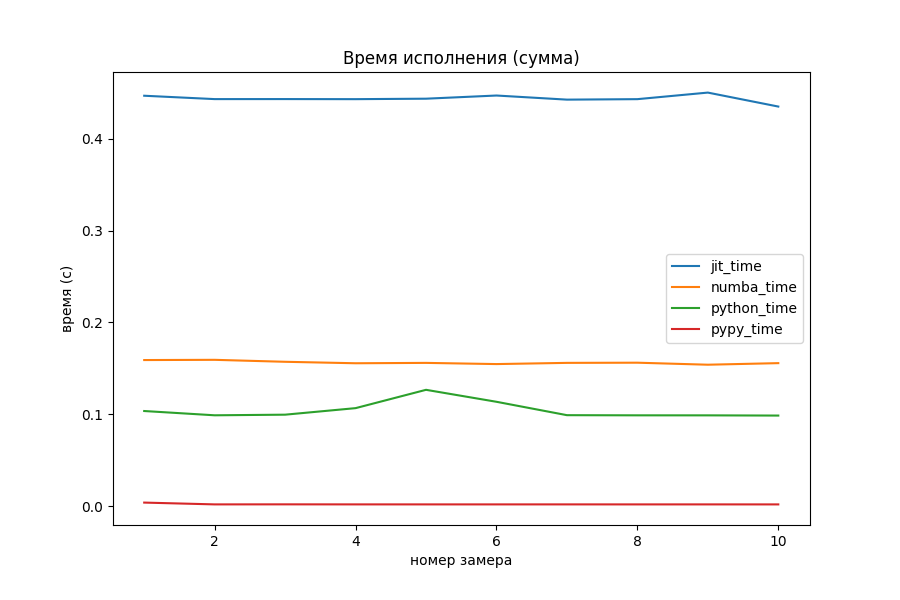 Время исполнения (сумма)
время (с)
0.4
0.3
0.2
0.1
0.0
jit_time
numba_time
python_time
pypy_time
2 4 6 8 10
номер замера